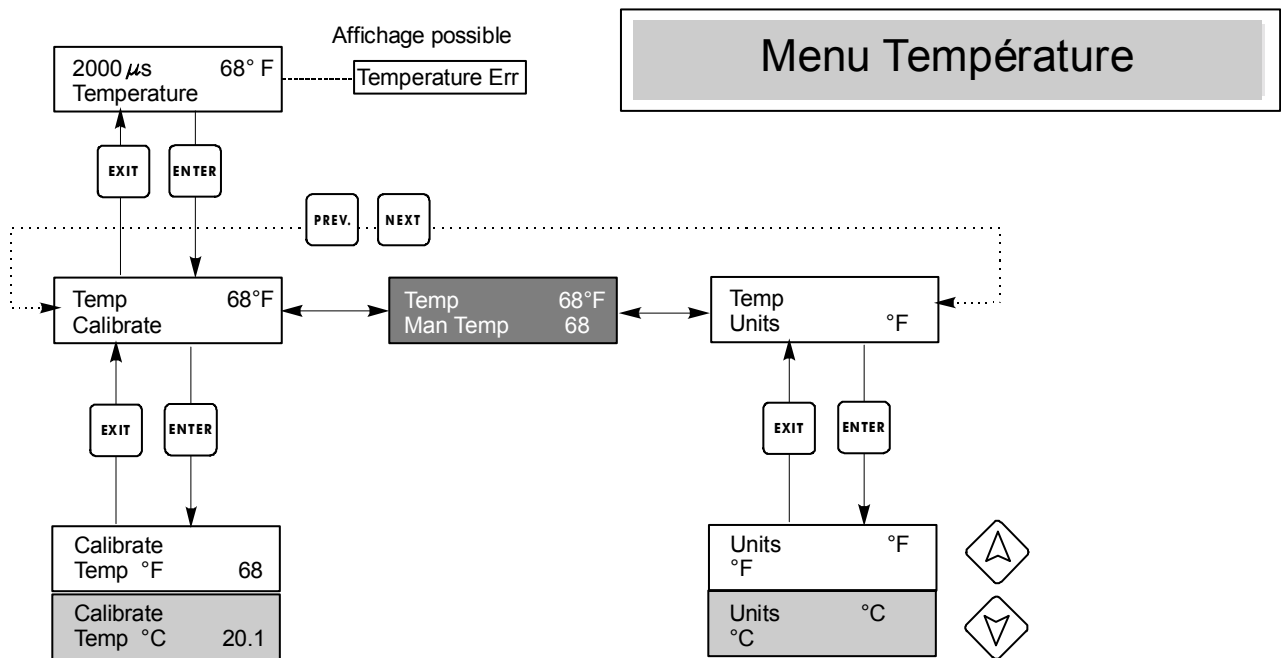 Affichage possible
Menu Température
2000 μs 68° F
Temperature
Temperature Err
EXIT
ENTER
PREV.
NEXT
Temp 68°F
Calibrate
Temp 68°F
Man Temp 68
Temp
Units °F
EXIT
ENTER
EXIT
ENTER
Calibrate
Temp °F 68
Calibrate
Temp °C 20.1
Units °F
°F
Units °C
°C